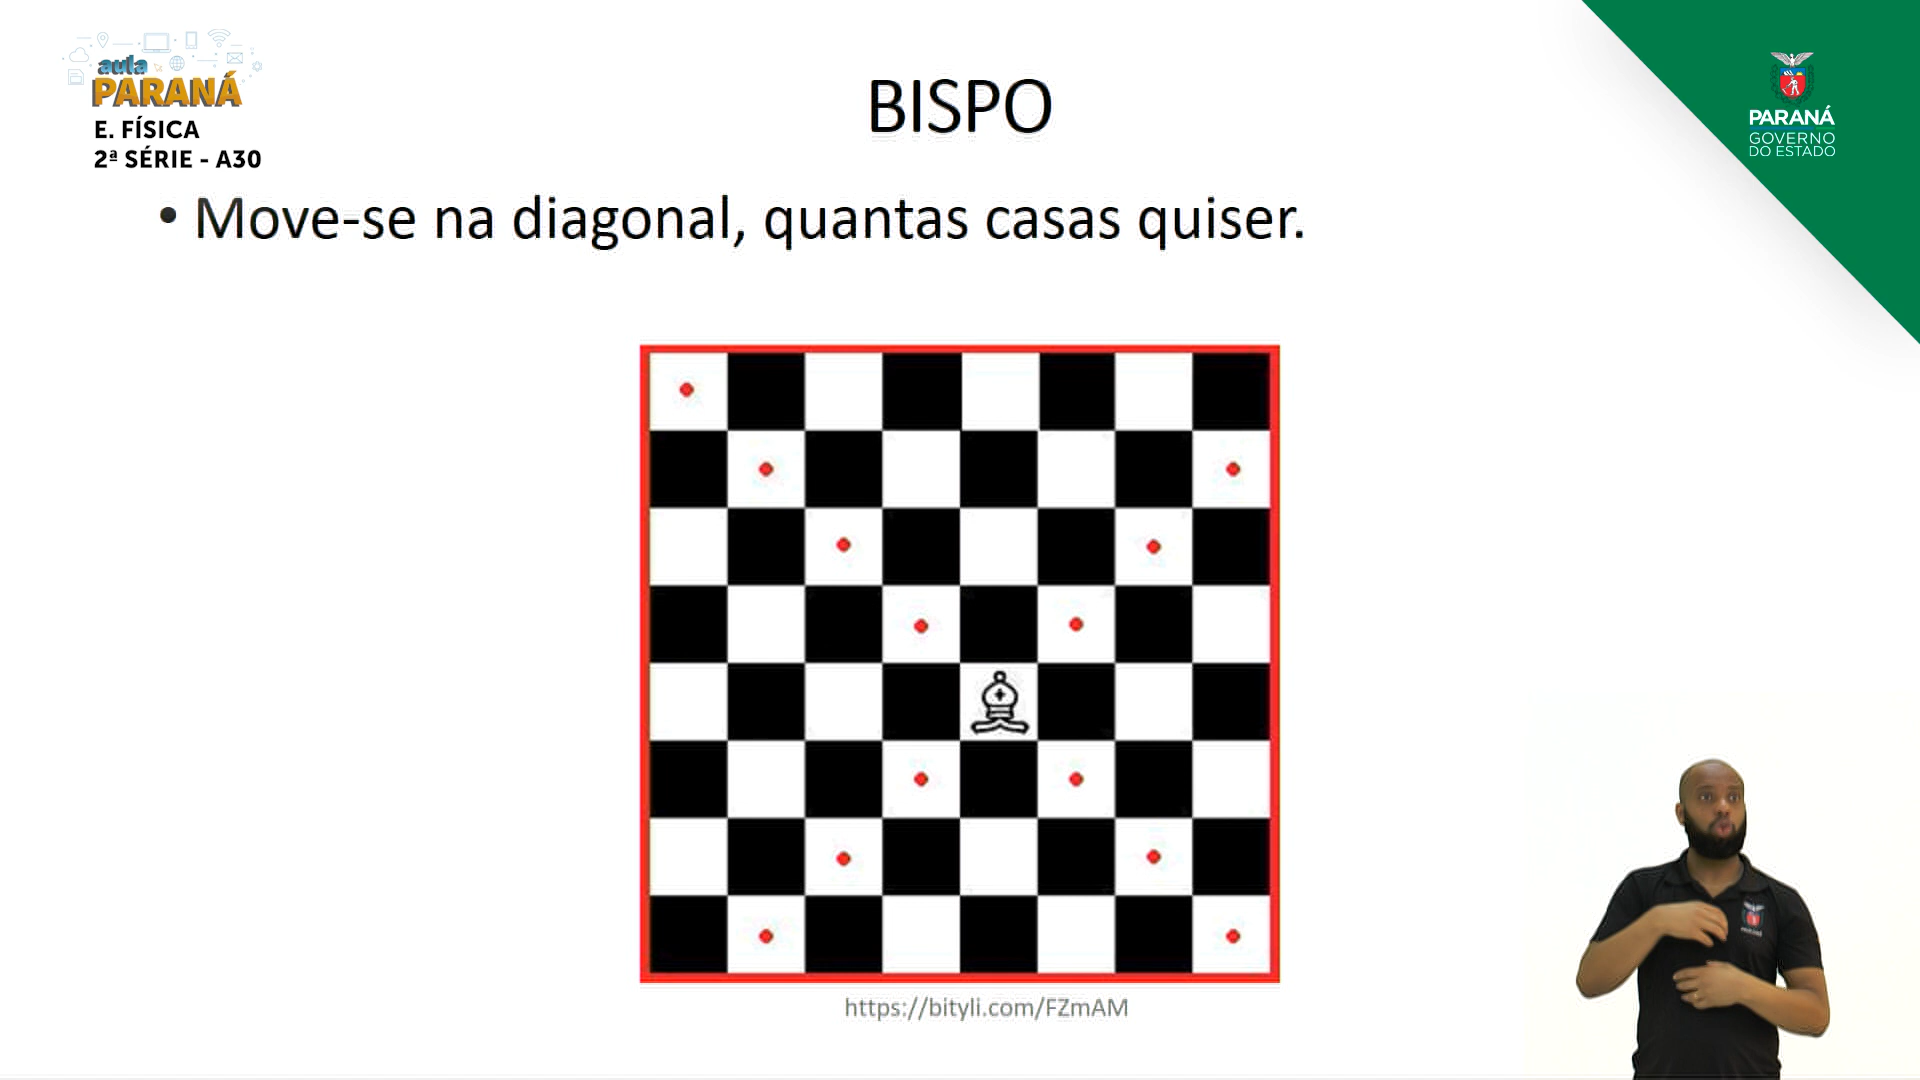 aula
PARANÁ
E. FÍSICA
2ª SÉRIE - A30
BISPO
PARANÁ
GOVERNO
DO ESTADO
• Move-se na diagonal, quantas casas quiser.
https://bityli.com/FZmAM